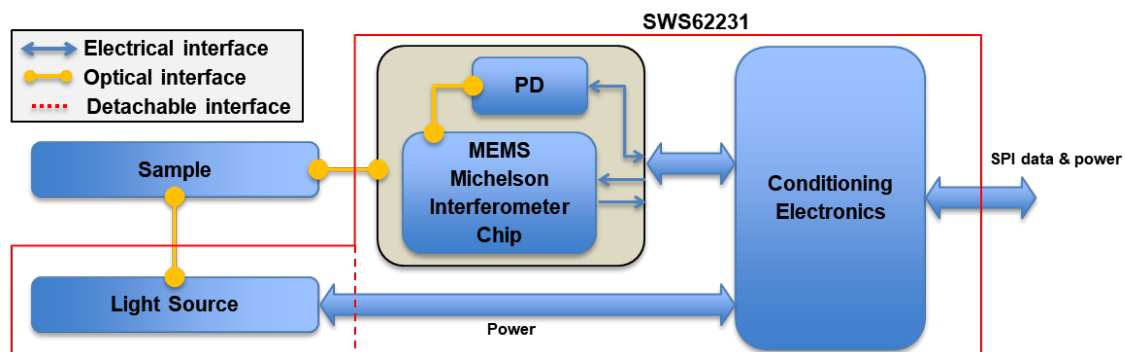 SWS62231
Electrical interface
Optical interface
Detachable interface
PD
Sample
MEMS
Michelson
Interferometer
Chip
Conditioning
Electronics
SPI data & power
Light Source
Power